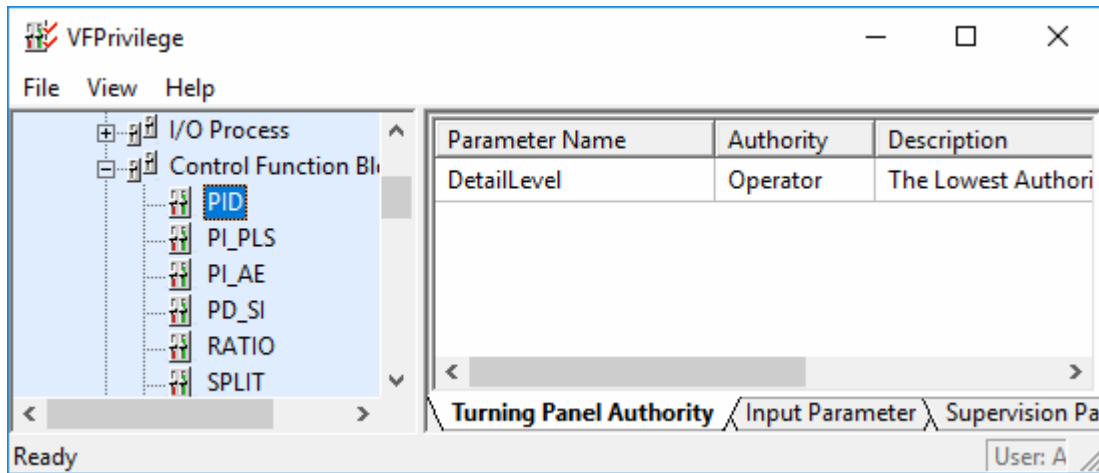 VFPrivilege
File View Help
I/O Process
Control Function Blo
PID
PI_PLS
PI_AE
PD_SI
RATIO
SPLIT
Parameter Name Authority Description
DetailLevel Operator The Lowest Authori
Turning Panel Authority Input Parameter Supervision Pa
Ready
User: A